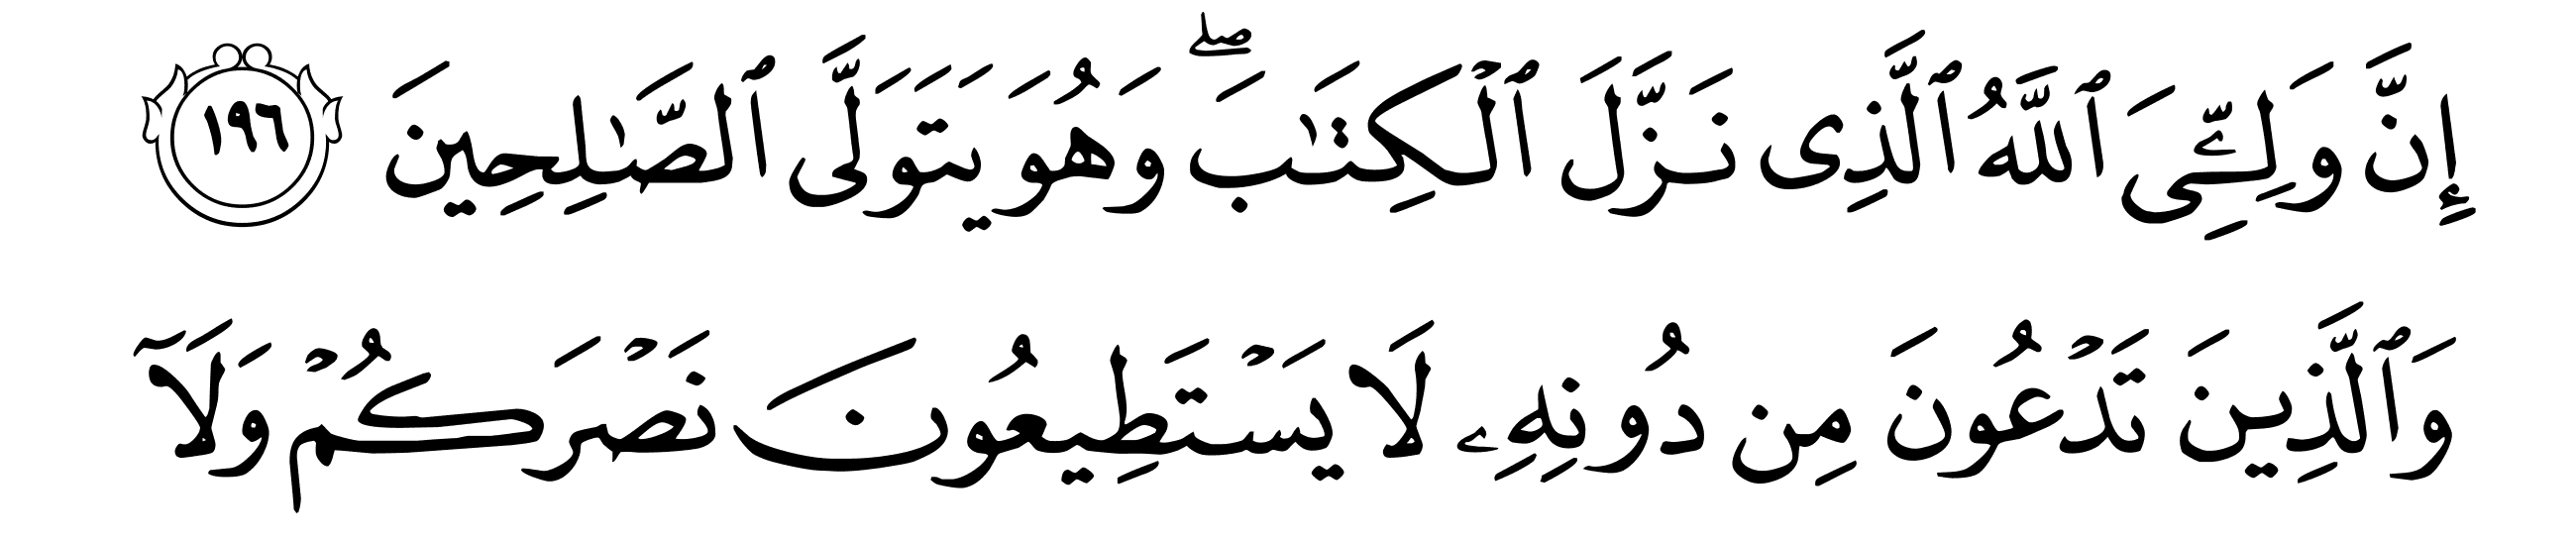 إِنَّ وَلِـِّۧيَ ٱللَّهُ ٱلَّذِى نَزَّلَ ٱلْكِتَـٰبَ ۖ وَهُوَ يَتَوَلَّى ٱلصَّـٰلِحِينَ ١٩٦
وَٱلَّذِينَ تَدْعُونَ مِن دُونِهِۦ لَا يَسْتَطِيعُونَ نَصْرَكُمْ وَلَآ